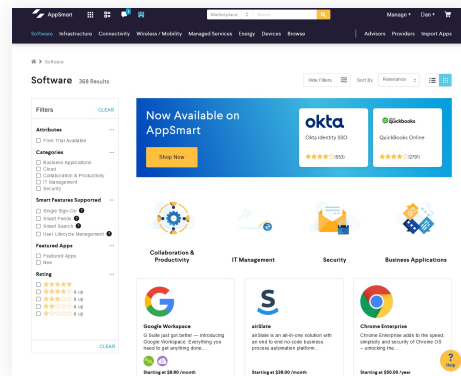 AppSmart
Marketplace
Search
Manage
Dan
Software Infrastructure Connectivity Wireless / Mobility Managed Services Energy Devices Browse
Advisors Providers Import Apps
Software
Software 368 Results
Hide Filters
Sort By
Relevance
Filters
CLEAR
Attributes
Free Trial Available
Categories
Business Applications
Cloud
Collaboration & Productivity
IT Management
Security
Smart Features Supported
Single Sign-On
Smart Feeds
Smart Search
User Lifecycle Management
Featured Apps
Featured Apps
New
Rating
& up
& up
& up
& up
CLEAR
Now Available on
AppSmart
Shop Now
okta
Okta Identity SSO
(553)
quickbooks
QuickBooks Online
(2791)
Collaboration &
Productivity
IT Management
Security
Business Applications
Google Workspace
G Suite just got better — introducing
Google Workspace. Everything you
need to get anything done,...
Starting at $6.00 /month
airSlate
airSlate is an all-in-one solution with
an end to end no-code business
process automation platform...
Starting at $30.00 /month
Chrome Enterprise
Chrome Enterprise adds to the speed,
simplicity and security of Chrome OS
– unlocking the...
Starting at $50.00 /year
?
Help